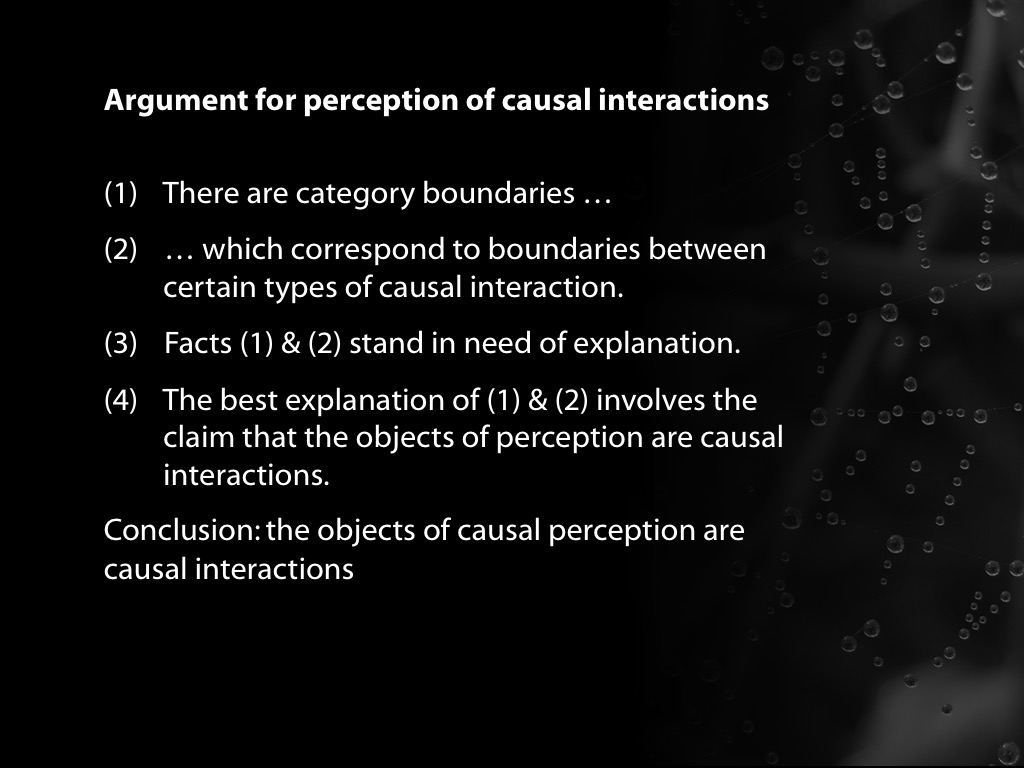 Argument for perception of causal interactions
(1) There are category boundaries …
(2) … which correspond to boundaries between
certain types of causal interaction.
(3) Facts (1) & (2) stand in need of explanation.
(4) The best explanation of (1) & (2) involves the
claim that the objects of perception are causal
interactions.
Conclusion: the objects of causal perception are
causal interactions